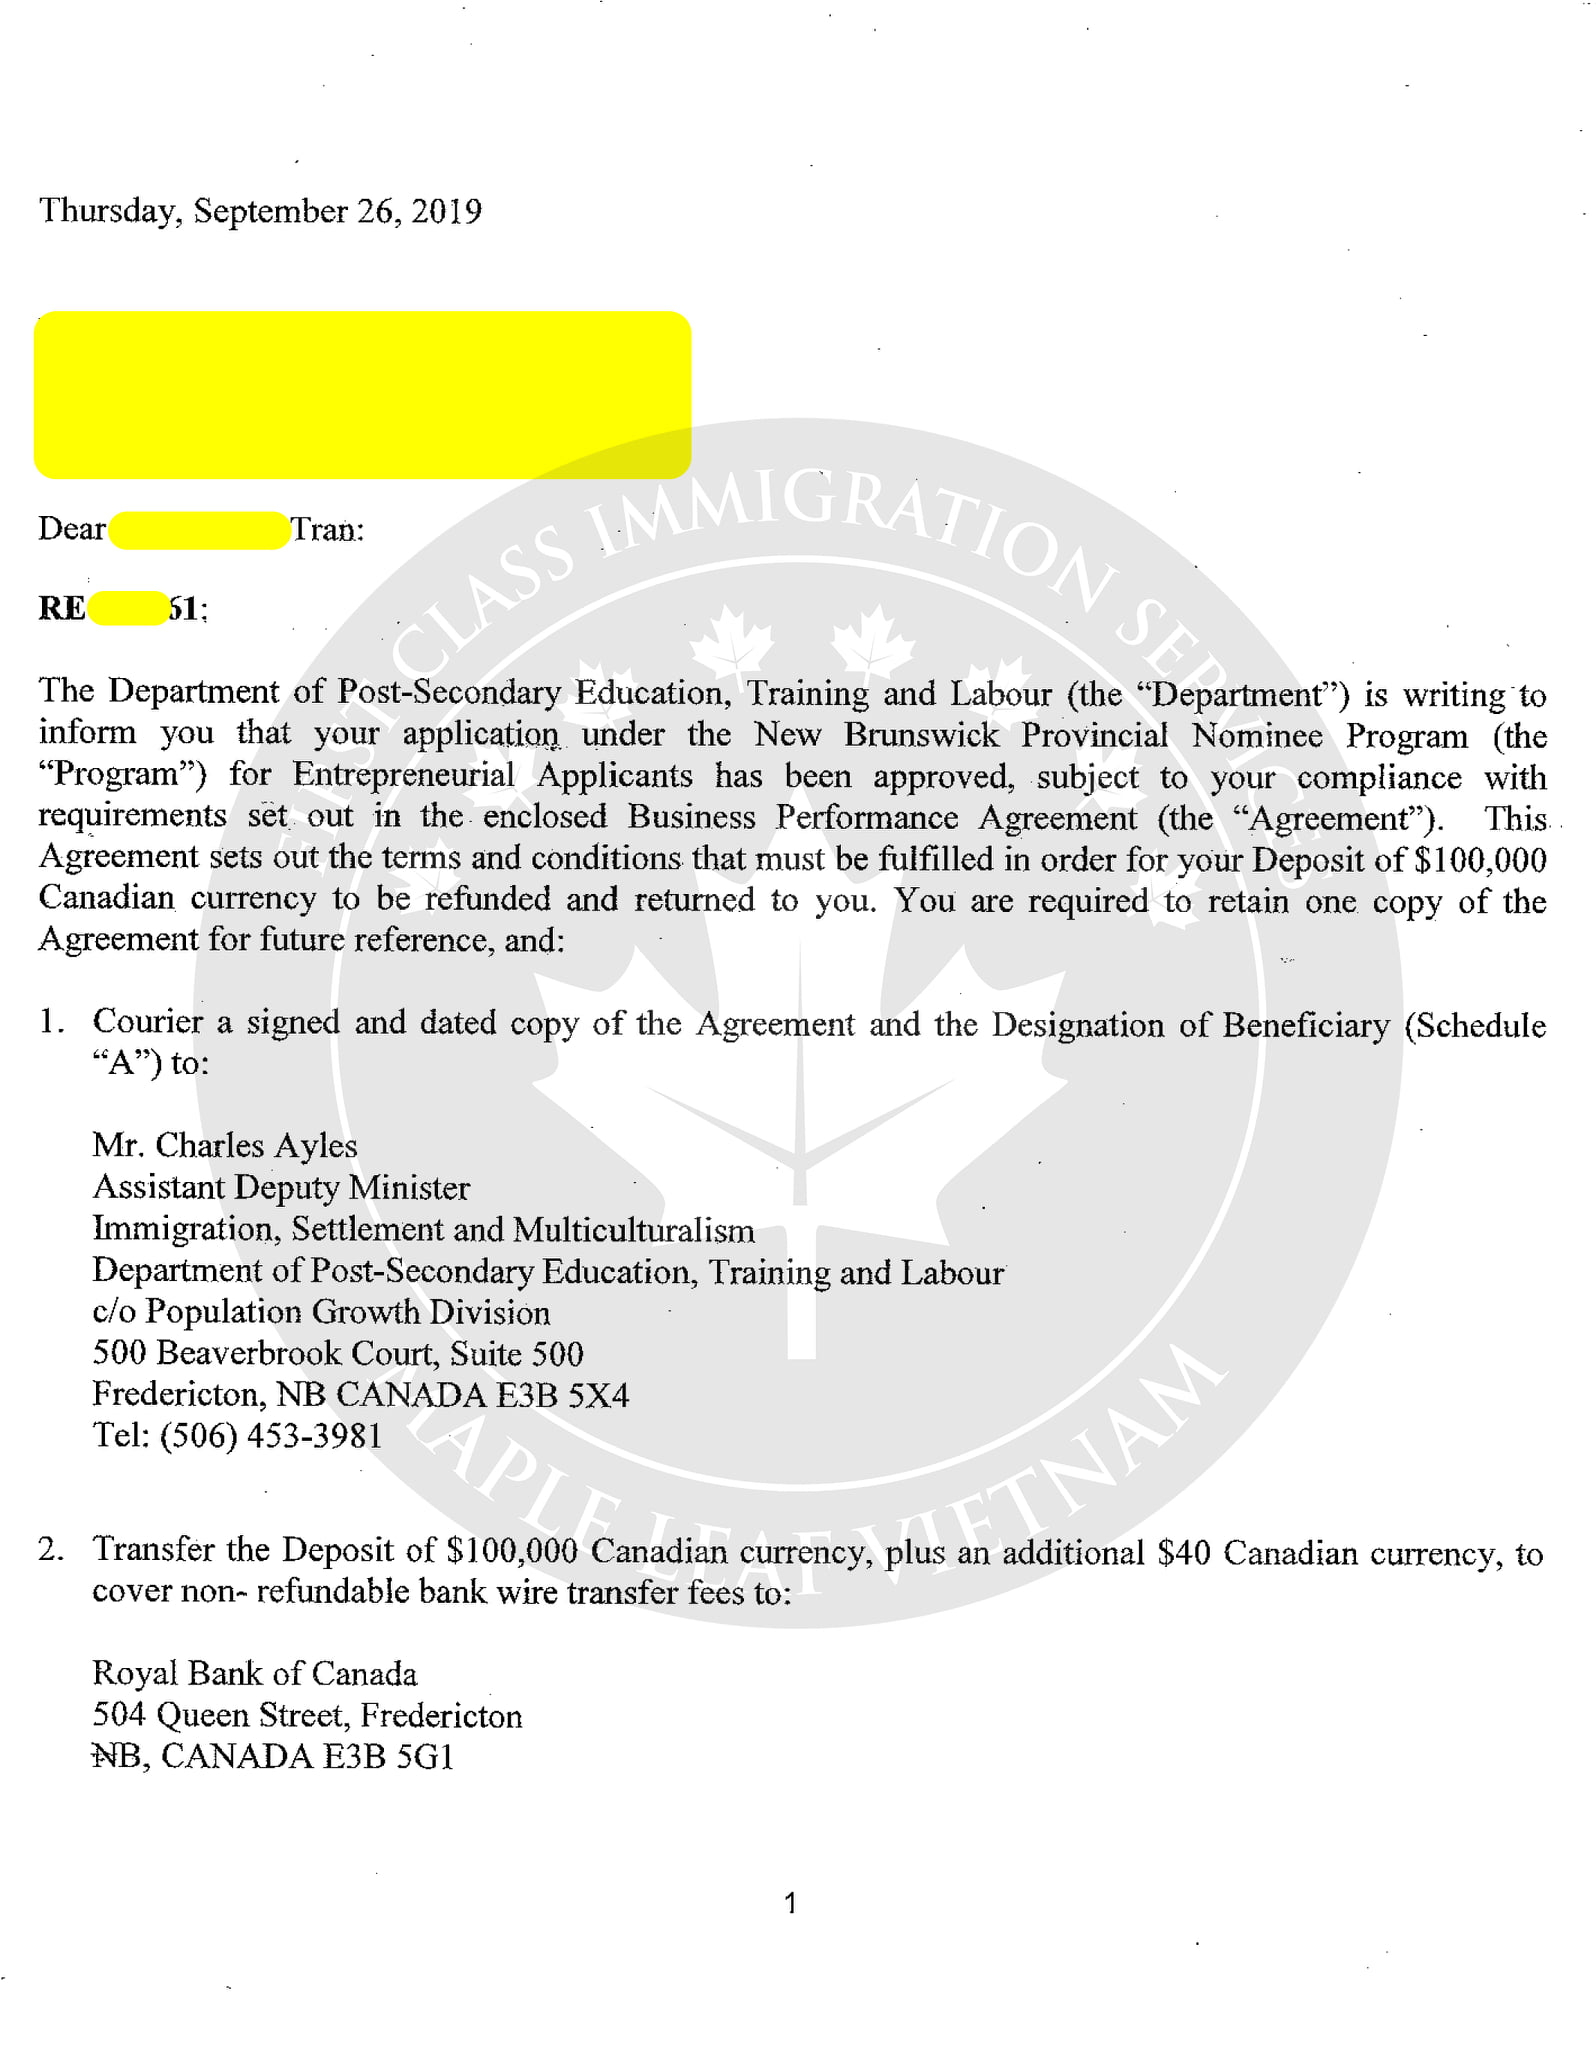 Thursday, September 26, 2019
Dear Tran:
RE 61:
FIRST CLASS IMMIGRATION SERVICES
The Department of Post-Secondary Education, Training and Labour (the “Department”) is writing to
inform you that your application under the New Brunswick Provincial Nominee Program (the
“Program”) for Entrepreneurial Applicants has been approved, subject to your compliance with
requirements set out in the enclosed Business Performance Agreement (the “Agreement”). This
Agreement sets out the terms and conditions that must be fulfilled in order for your Deposit of $100,000
Canadian currency to be refunded and returned to you. You are required to retain one copy of the
Agreement for future reference, and:
1. Courier a signed and dated copy of the Agreement and the Designation of Beneficiary (Schedule
“A”) to:
Mr. Charles Ayles
Assistant Deputy Minister
Immigration, Settlement and Multiculturalism
Department of Post-Secondary Education, Training and Labour
c/o Population Growth Division
500 Beaverbrook Court, Suite 500
Fredericton, NB CANADA E3B 5X4
Tel: (506) 453-3981
MAPLE LEAF VIETNAM
2. Transfer the Deposit of $100,000 Canadian currency, plus an additional $40 Canadian currency, to
cover non- refundable bank wire transfer fees to:
Royal Bank of Canada
504 Queen Street, Fredericton
NB, CANADA E3B 5G1
1